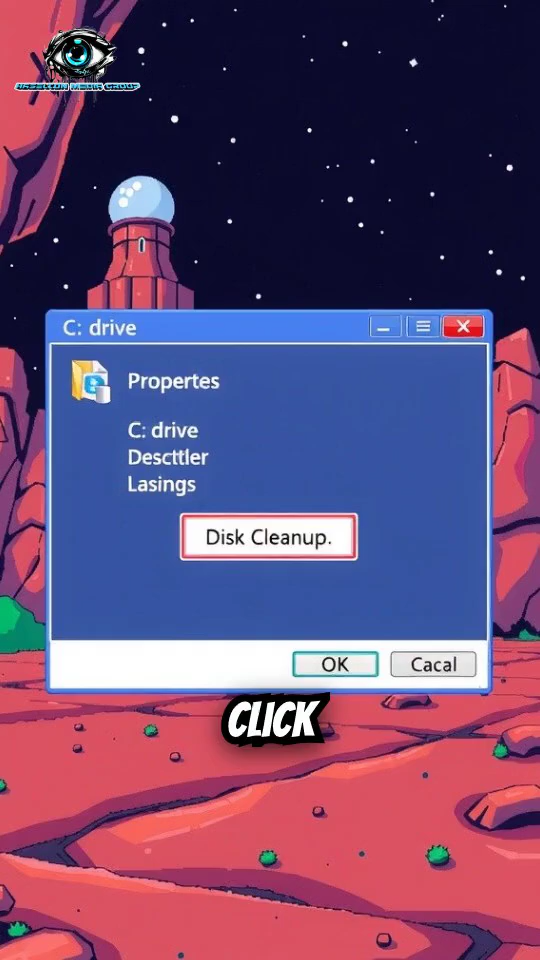 C: drive
Propertes
C: drive
Descttler
Lasings
Disk Cleanup.
OK
Cacal
CLICK